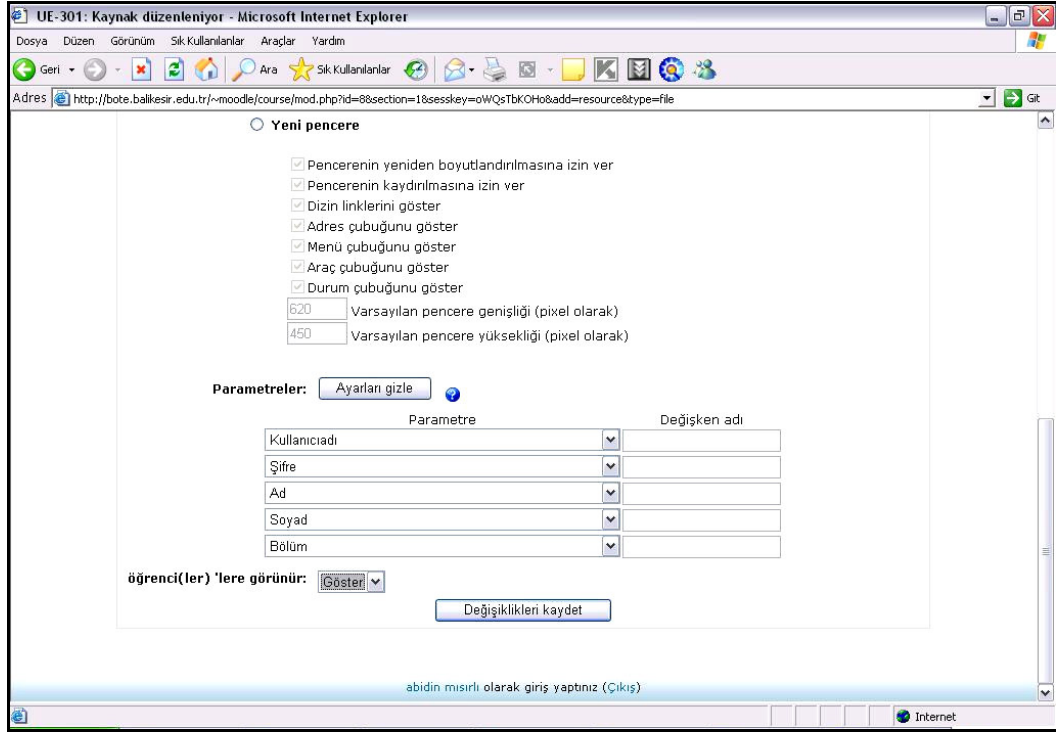 UE-301: Kaynak düzenleniyor - Microsoft Internet Explorer
Dosya Düzen Görünüm Sık Kullanılanlar Araçlar Yardım
Geri Ara Sık Kullanılanlar
Adres http://bote.balikesir.edu.tr/~moodle/course/mod.php?id=8&section=1&sesskey=oWQsTbKOHo&add=resource&type=file Git
Yeni pencere
Pencerenin yeniden boyutlandırılmasına izin ver
Pencerenin kaydırılmasına izin ver
Dizin linklerini göster
Adres çubuğunu göster
Menü çubuğunu göster
Araç çubuğunu göster
Durum çubuğunu göster
620 Varsayılan pencere genişliği (pixel olarak)
450 Varsayılan pencere yüksekliği (pixel olarak)
Parametreler: Ayarları gizle ?
Parametre Değişken adı
Kullanıcıadı
Şifre
Ad
Soyad
Bölüm
öğrenci(ler) 'lere görünür: Göster
Değişiklikleri kaydet
abidin mısırlı olarak giriş yaptınız (Çıkış)
Internet